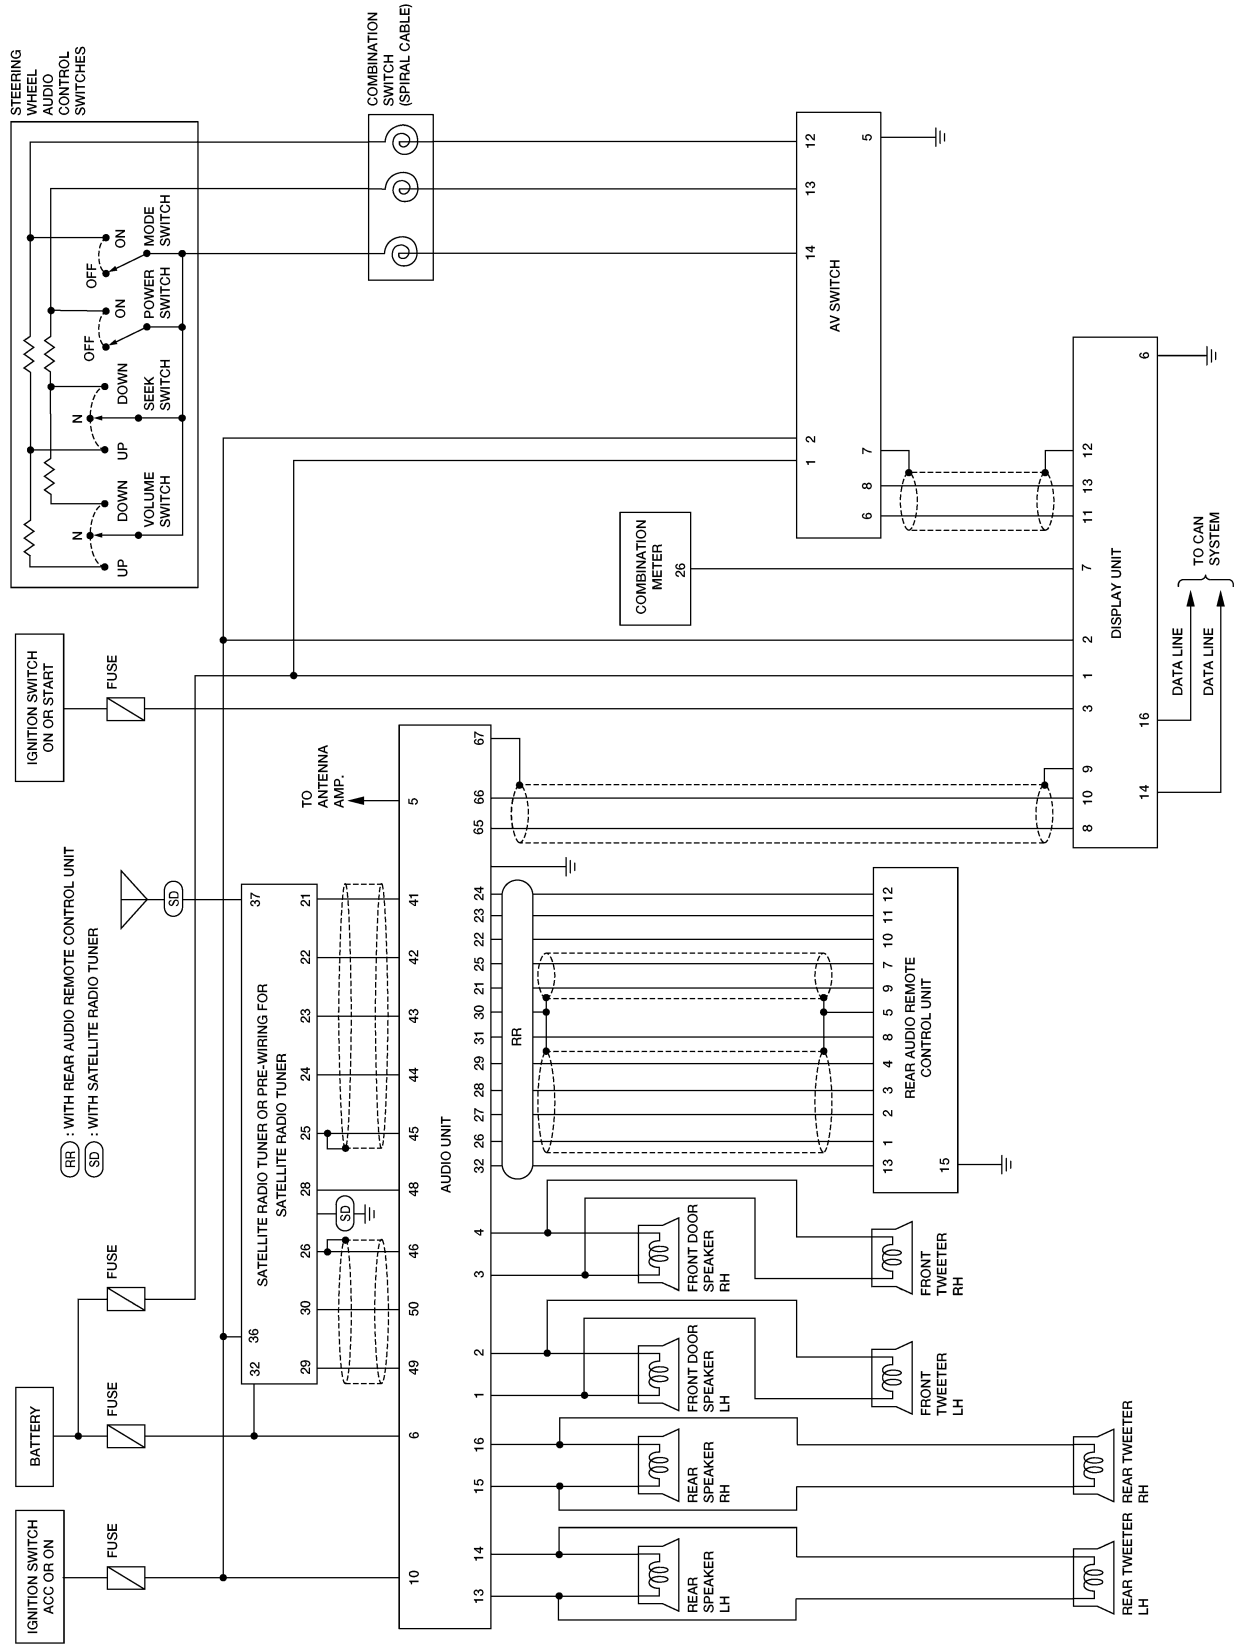 IGNITION SWITCH
ACC OR ON
FUSE
BATTERY
FUSE
FUSE
IGNITION SWITCH
ON OR START
FUSE
STEERING
WHEEL
AUDIO
CONTROL
SWITCHES
UP
N
DOWN
VOLUME
SWITCH
UP
N
DOWN
SEEK
SWITCH
OFF
ON
POWER
SWITCH
OFF
ON
MODE
SWITCH
RR : WITH REAR AUDIO REMOTE CONTROL UNIT
SD : WITH SATELLITE RADIO TUNER
SD
COMBINATION
SWITCH
(SPIRAL CABLE)
32
36
37
SATELLITE RADIO TUNER OR PRE-WIRING FOR
SATELLITE RADIO TUNER
29
30
26
28
25
24
23
22
21
SD
TO
ANTENNA
AMP.
10
6
49
50
46
48
45
44
43
42
41
5
AUDIO UNIT
13
14
15
16
1
2
3
4
32
26
27
28
29
31
30
21
25
22
23
24
65
66
67
RR
COMBINATION
METER
26
REAR
SPEAKER
LH
REAR
SPEAKER
RH
FRONT DOOR
SPEAKER
LH
FRONT DOOR
SPEAKER
RH
1
2
14
13
12
AV SWITCH
6
8
7
5
13
1
2
3
4
8
5
9
7
10
11
12
REAR AUDIO REMOTE
CONTROL UNIT
15
FRONT
TWEETER
LH
FRONT
TWEETER
RH
8
10
9
3
1
2
7
11
13
12
DISPLAY UNIT
14
16
6
REAR TWEETER
LH
REAR TWEETER
RH
DATA LINE
DATA LINE
TO CAN
SYSTEM